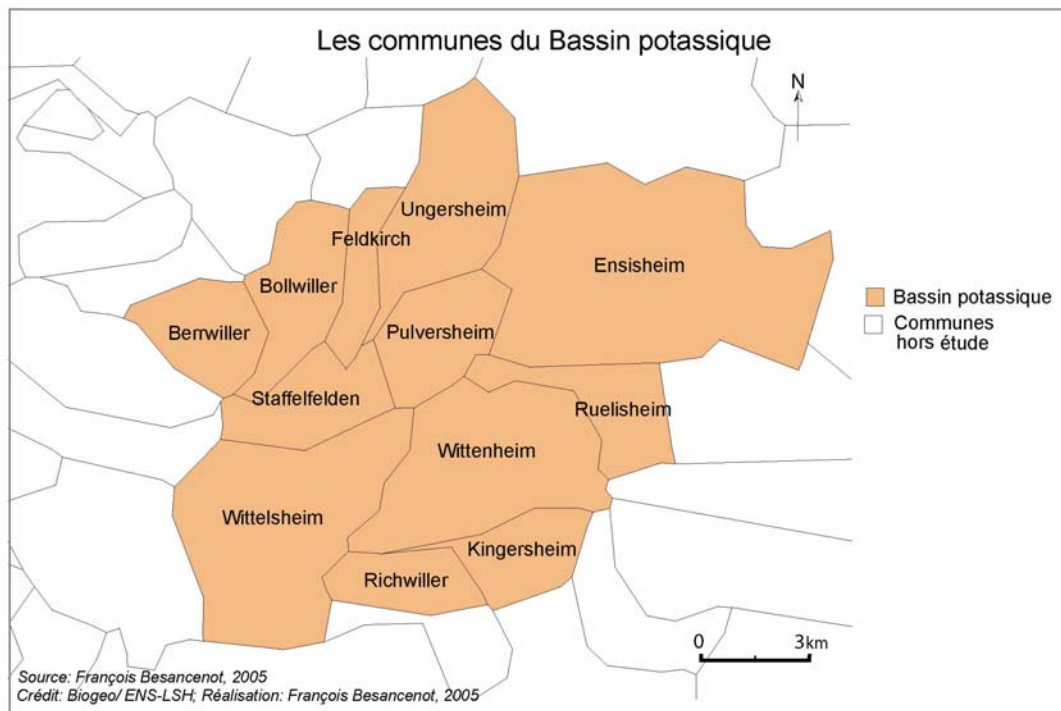 Les communes du Bassin potassique
N
Ungersheim
Feldkirch
Ensisheim
Bollwiller
Berrwiller
Pulversheim
Staffelfelden
Ruelisheim
Wittenheim
Wittelsheim
Kingersheim
Richwiller
Bassin potassique
Communes
hors étude
0 3km
Source: François Besancenot, 2005
Crédit: Biogeo/ ENS-LSH; Réalisation: François Besancenot, 2005